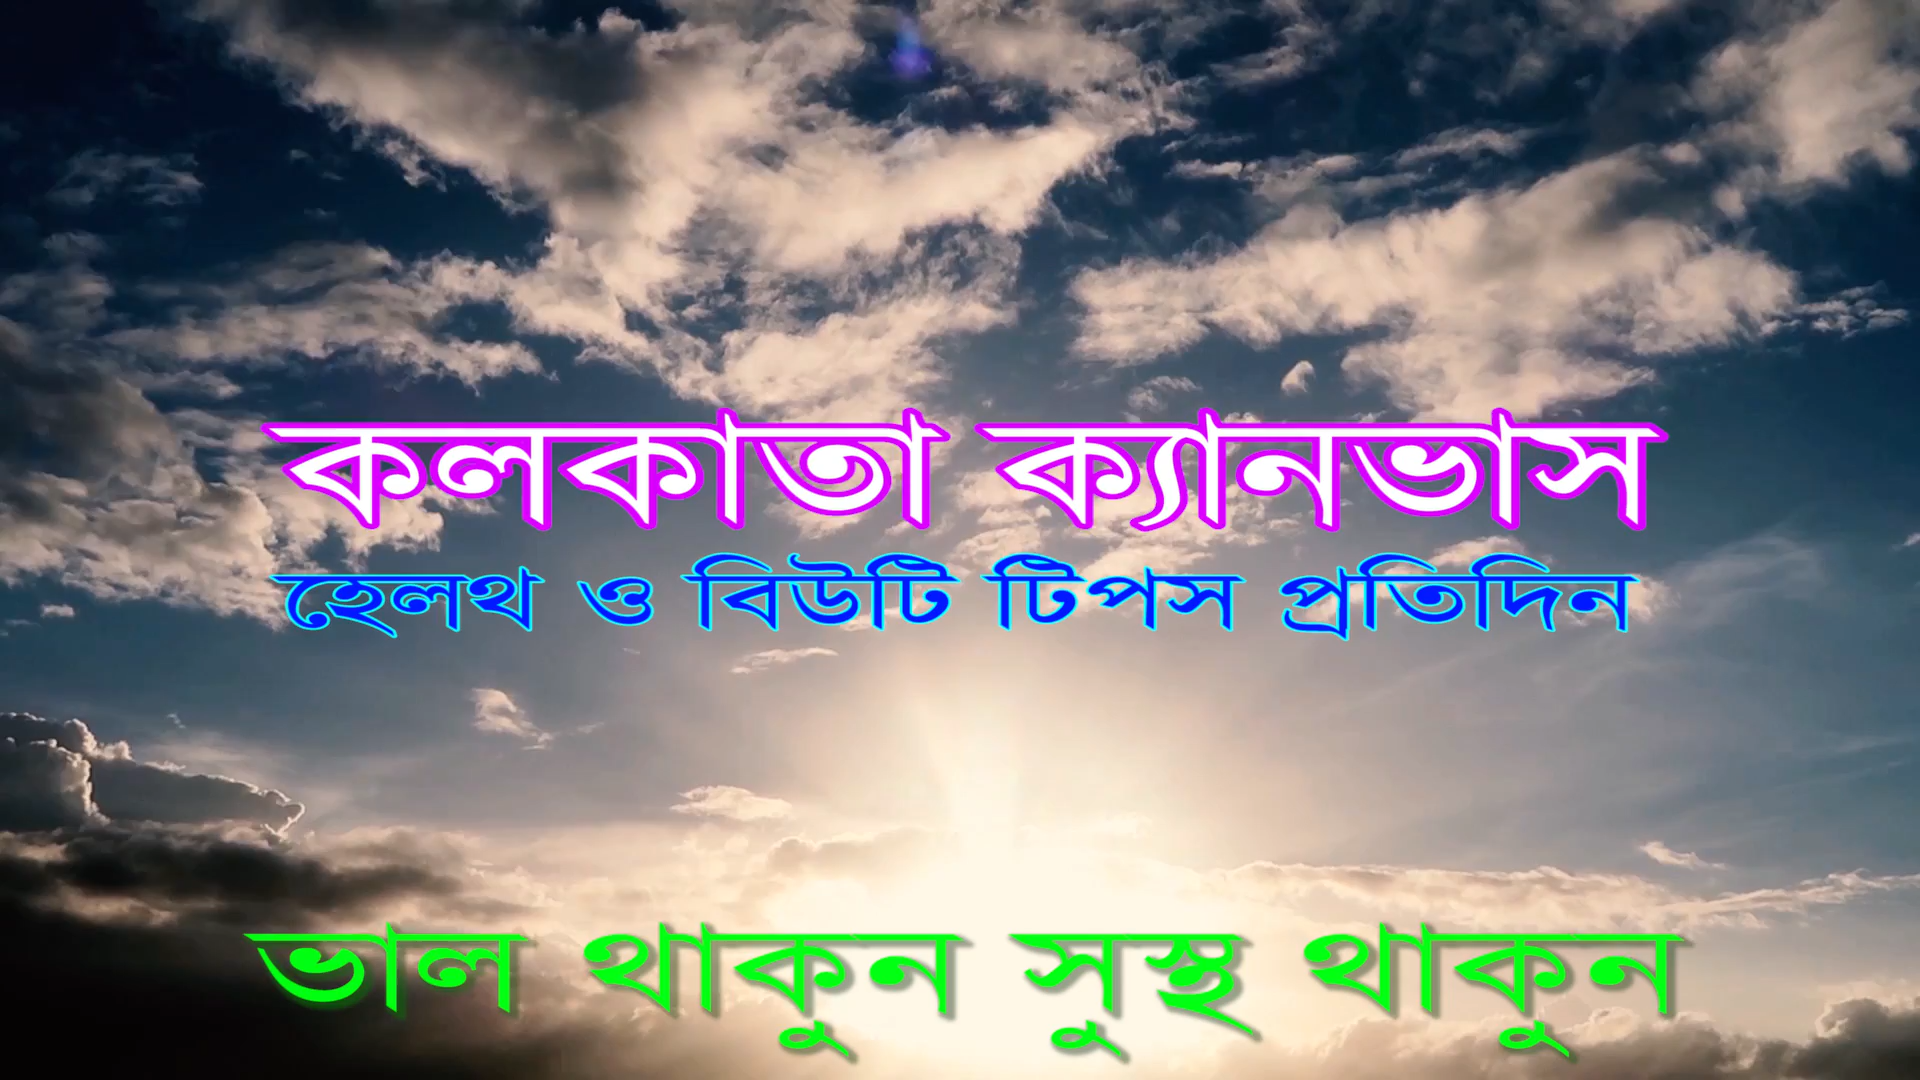 কলকাতা ক্যানভাস
হেলথ ও বিউটি টিপস প্রতিদিন
ভাল থাকুন সুস্থ থাকুন